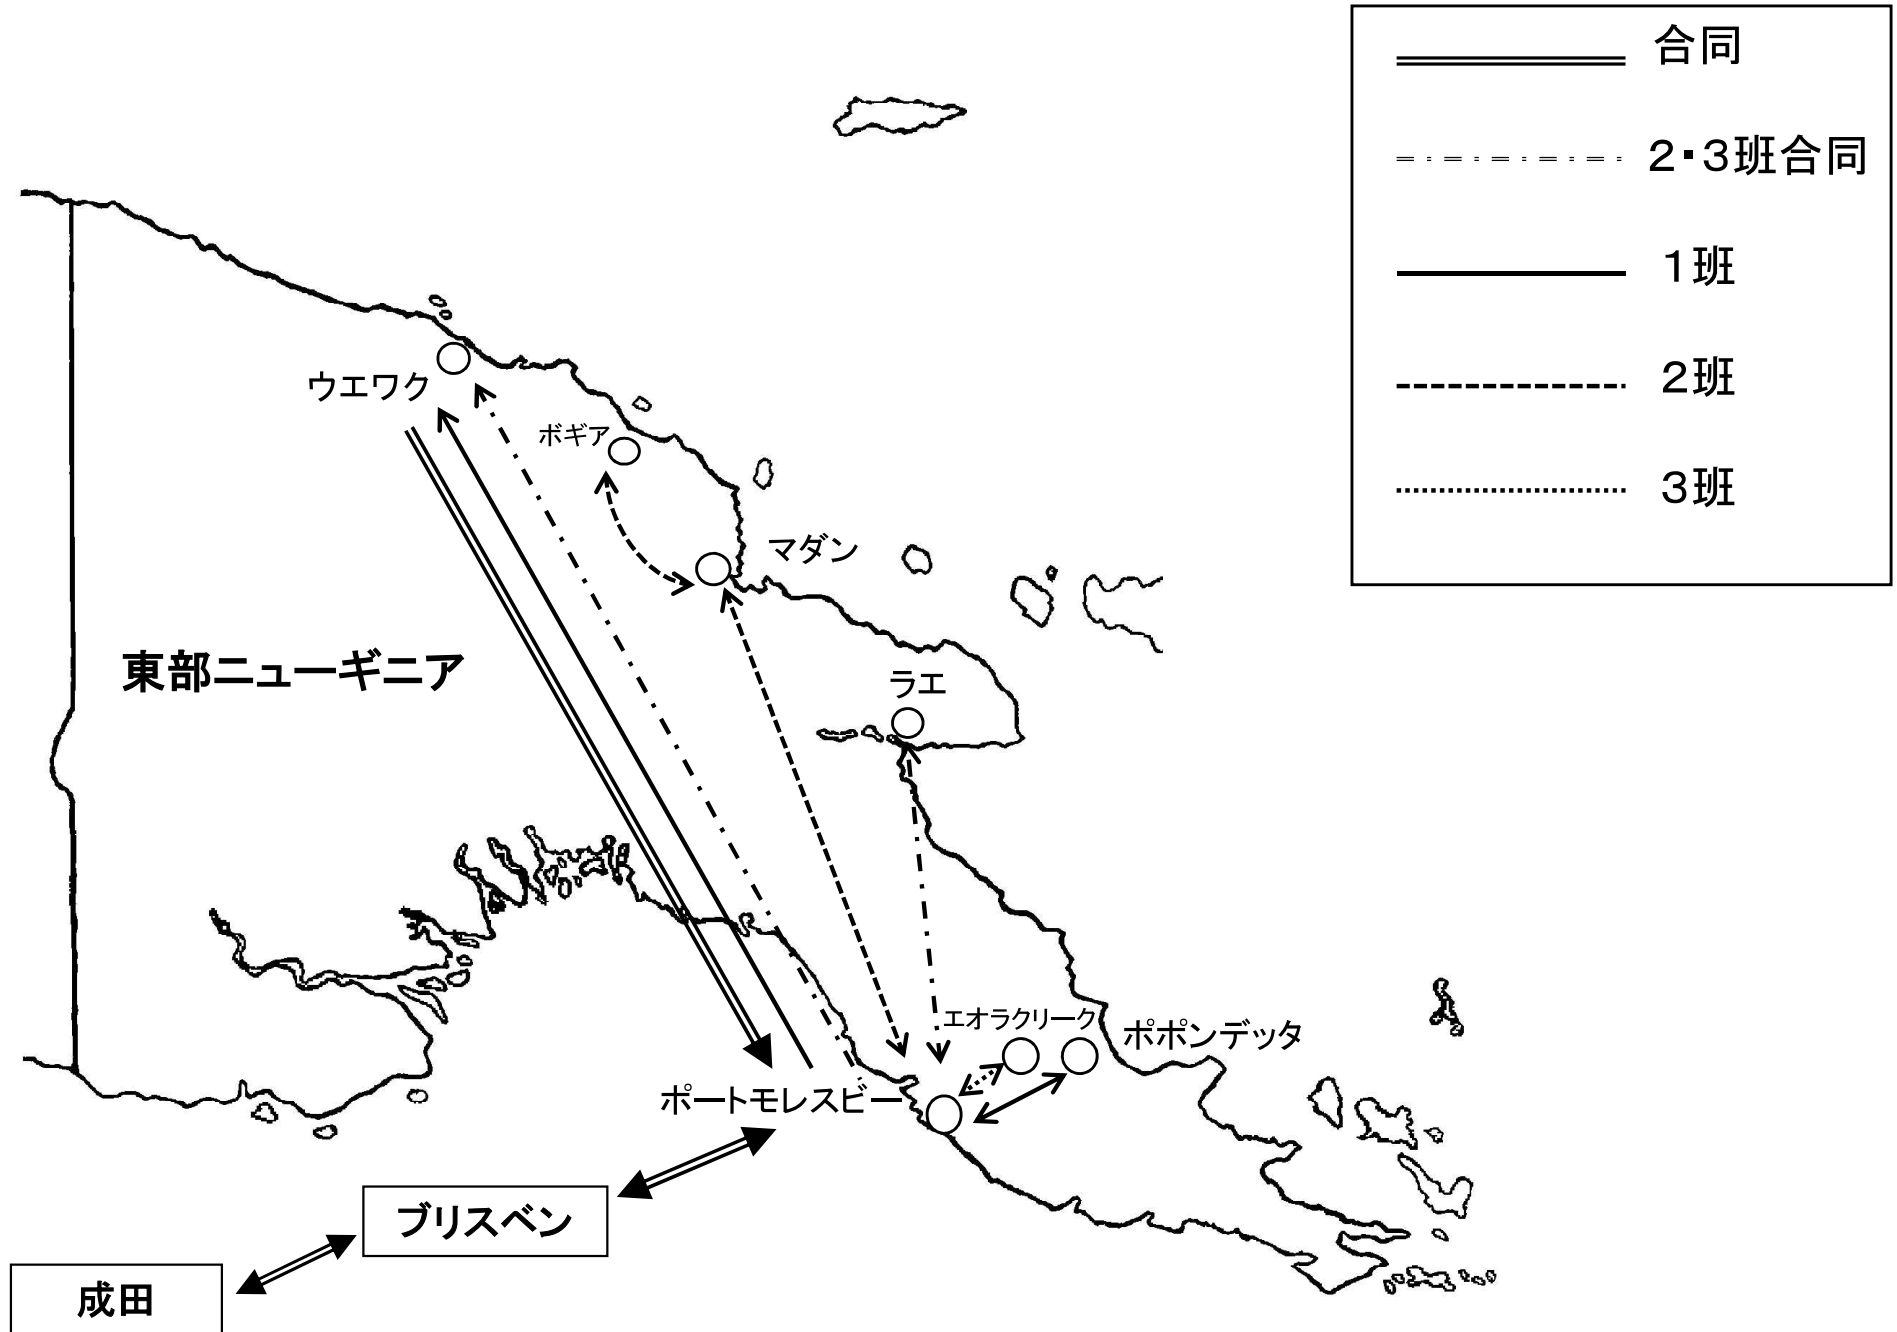 合同
２・３班合同
１班
２班
３班
ウエワク
ボギア
マダン
東部ニューギニア
ラエ
エオラクリーク
ポポンデッタ
ポートモレスビー
ブリスベン
成田